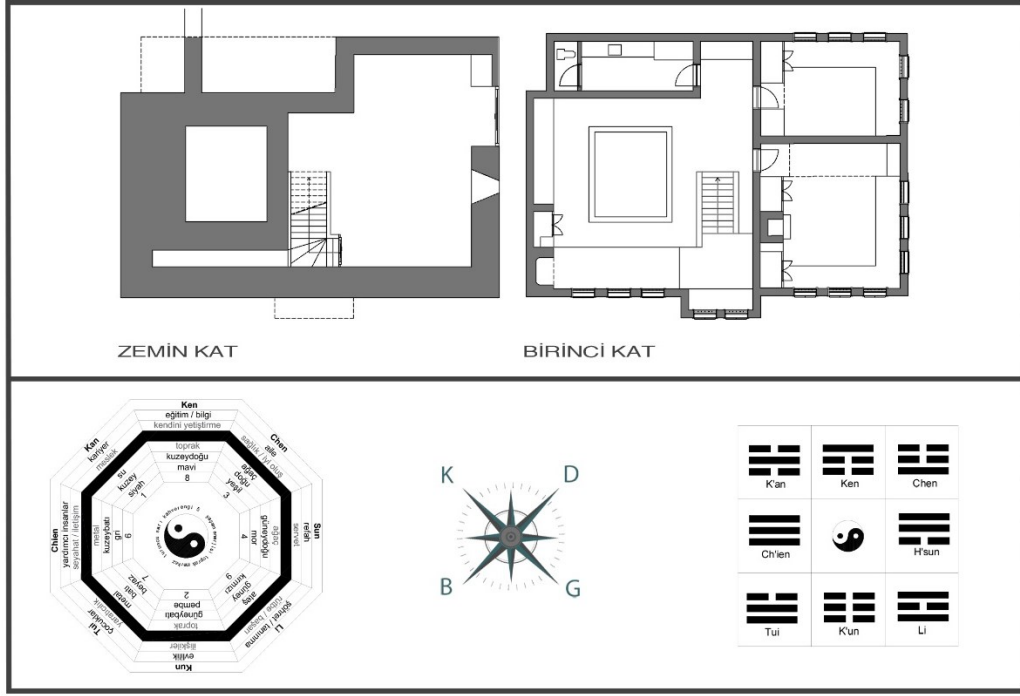 ZEMİN KAT
BİRİNCİ KAT
Ken
eğitim / bilgi
kendini yetiştirme
toprak
kuzeydoğu
mavi
8
Chen
aile
sağlık / iyi oluş
ağaç
doğu
yeşil
3
Sun
refah
servet
ağaç
güneydoğu
mor
4
Li
şöhret / tanınma
rütbe / başarı
ateş
güney
kırmızı
9
Kun
evlilik
ilişkiler
toprak
güneybatı
pembe
2
Tui
çocuklar
yaratıcılık
metal
batı
beyaz
7
Chien
yardımcı insanlar
seyahat / iletişim
metal
kuzeybatı
gri
6
Kan
kariyer
meslek
su
kuzey
siyah
1
K
D
B
G
K'an
Ken
Chen
Ch'ien
H'sun
Tui
K'un
Li